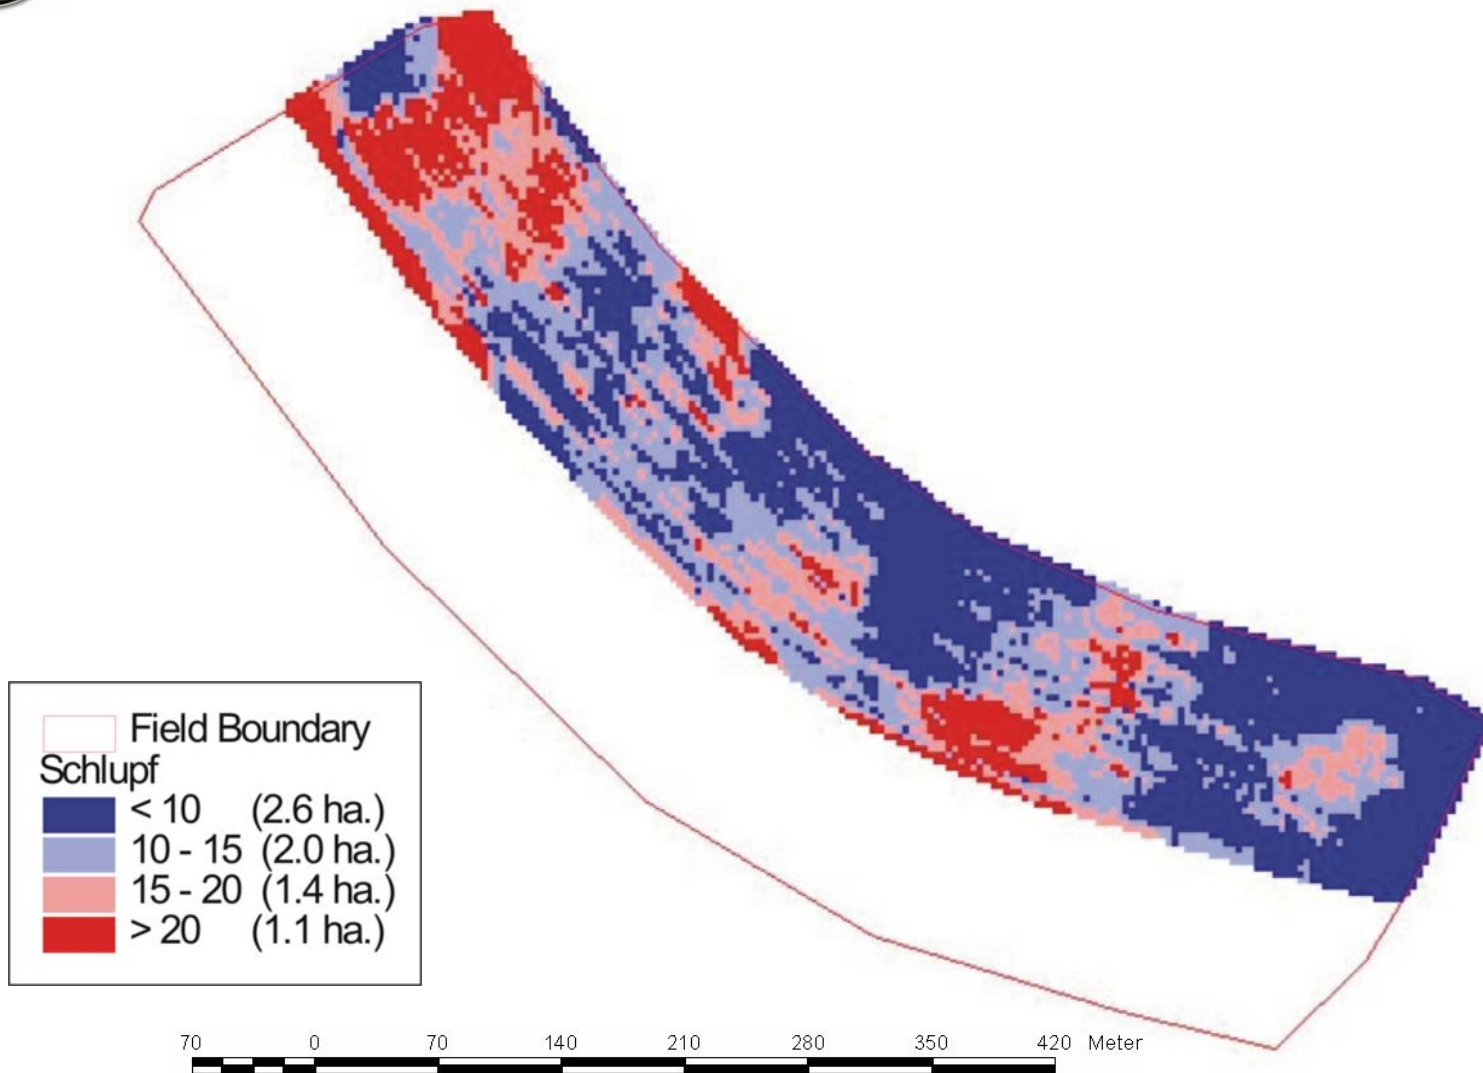 Field Boundary
Schlupf
< 10 (2.6 ha.)
10 - 15 (2.0 ha.)
15 - 20 (1.4 ha.)
> 20 (1.1 ha.)
70 0 70 140 210 280 350 420 Meter